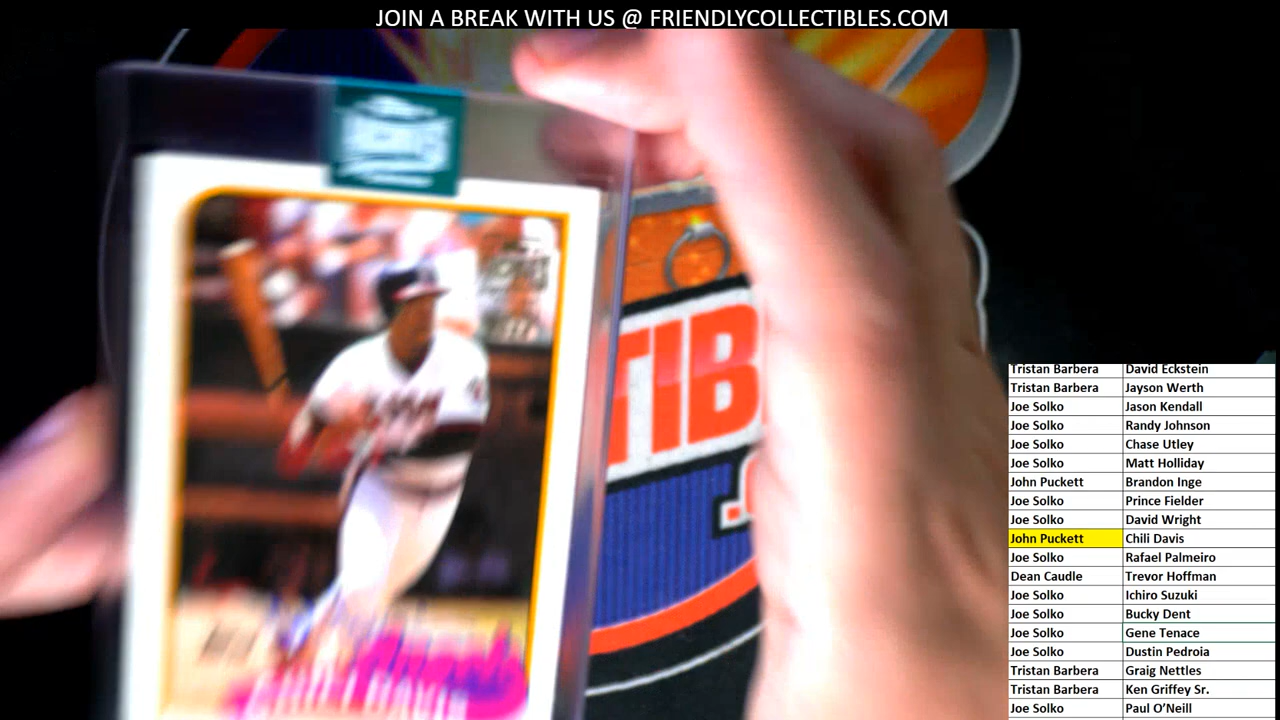 JOIN A BREAK WITH US @ FRIENDLYCOLLECTIBLES.COM
TIB
Tristan Barbera David Eckstein
Tristan Barbera Jayson Werth
Joe Solko Jason Kendall
Joe Solko Randy Johnson
Joe Solko Chase Utley
Joe Solko Matt Holliday
John Puckett Brandon Inge
Joe Solko Prince Fielder
Joe Solko David Wright
John Puckett Chili Davis
Joe Solko Rafael Palmeiro
Dean Caudle Trevor Hoffman
Joe Solko Ichiro Suzuki
Joe Solko Bucky Dent
Joe Solko Gene Tenace
Joe Solko Dustin Pedroia
Tristan Barbera Graig Nettles
Tristan Barbera Ken Griffey Sr.
Joe Solko Paul O’Neill